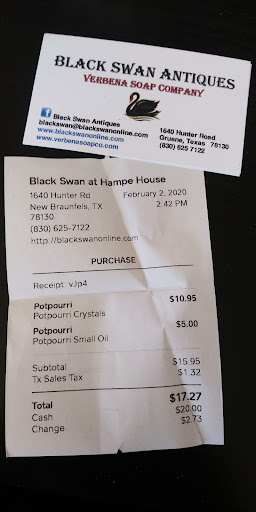 BLACK SWAN ANTIQUES
VERBENA SOAP COMPANY
Black Swan Antiques
blackswan@blackswanonline.com
www.blackswanonline.com
www.verbenasoapco.com
1640 Hunter Road
Gruene, Texas 78130
(830) 625 7122
Black Swan at Hampe House
1640 Hunter Rd February 2, 2020
New Braunfels, TX 2:42 PM
78130
(830) 625-7122
http://blackswanonline.com
PURCHASE
Receipt: vJp4
Potpourri $10.95
Potpourri Crystals
Potpourri $5.00
Potpourri Small Oil
Subtotal $15.95
Tx Sales Tax $1.32
Total $17.27
Cash $20.00
Change $2.73